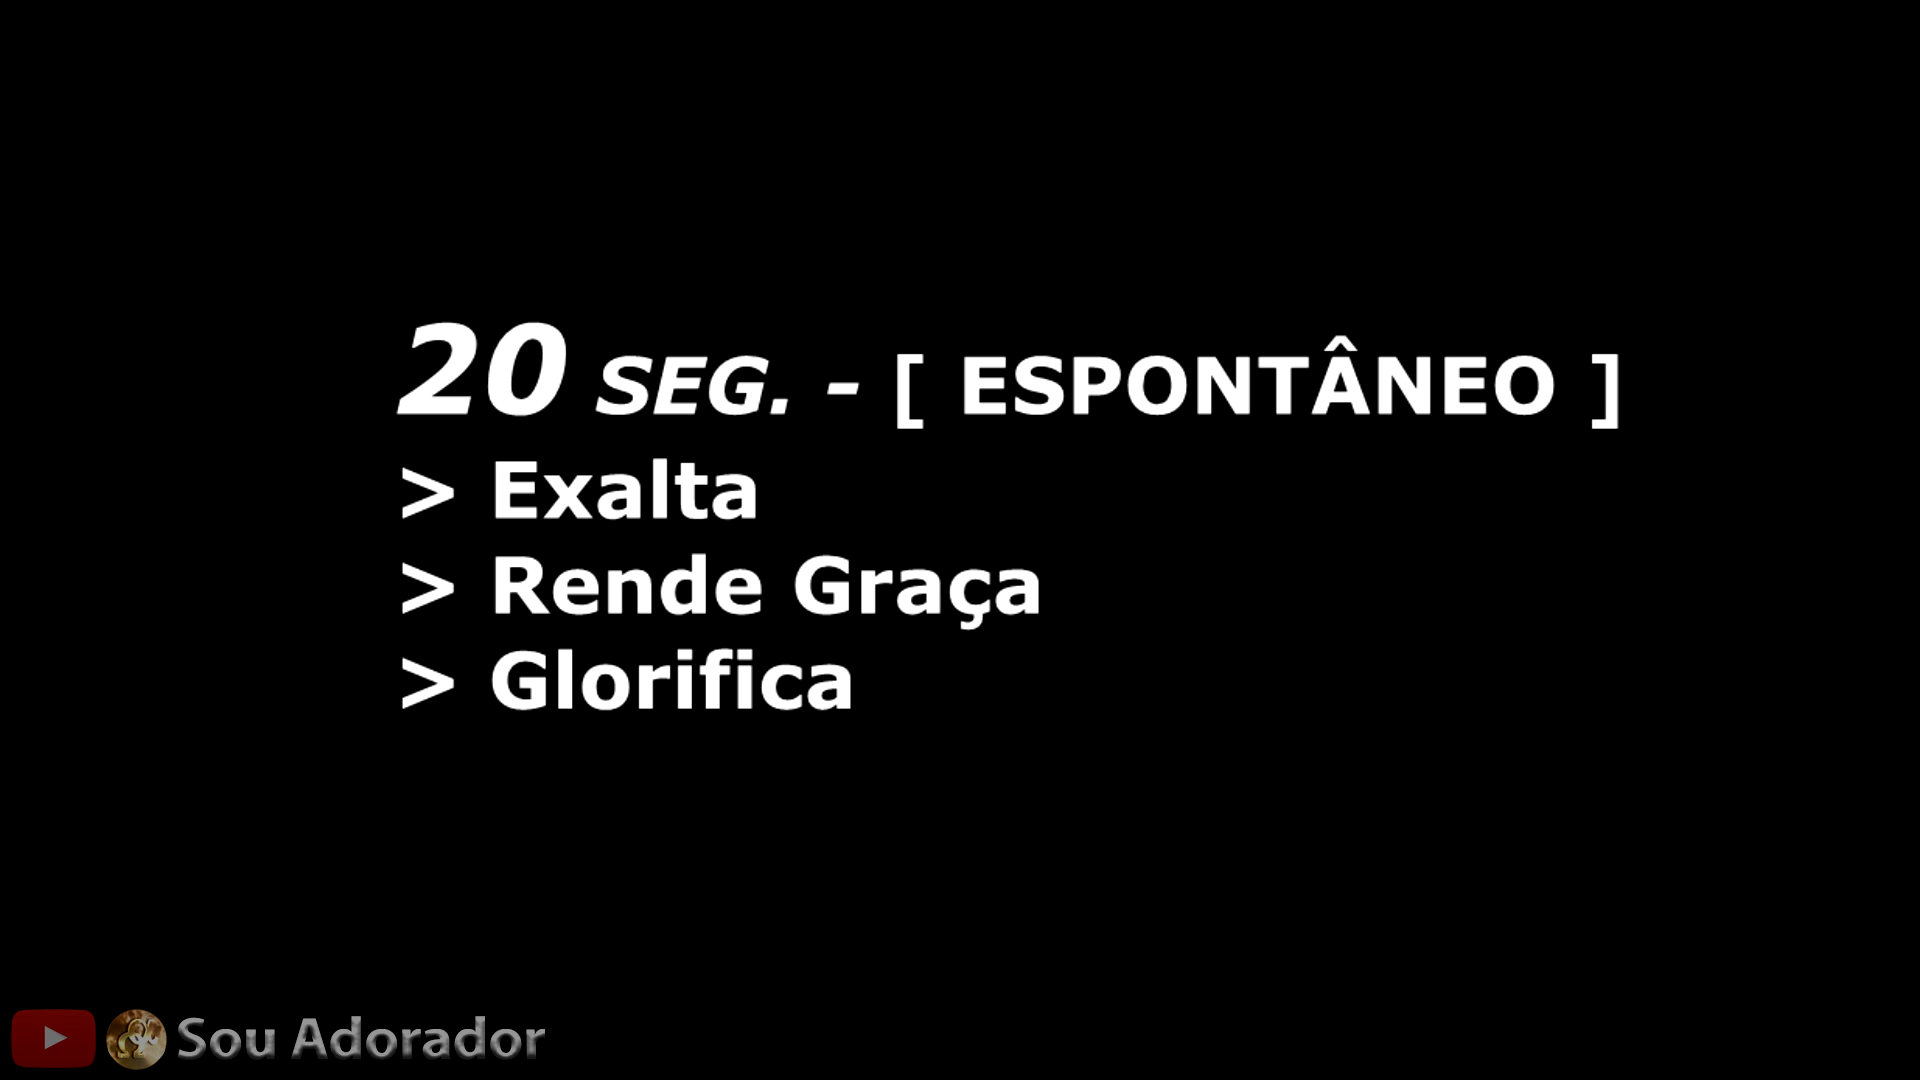 20 SEG. - [ ESPONTÂNEO ]
> Exalta
> Rende Graça
> Glorifica
Sou Adorador